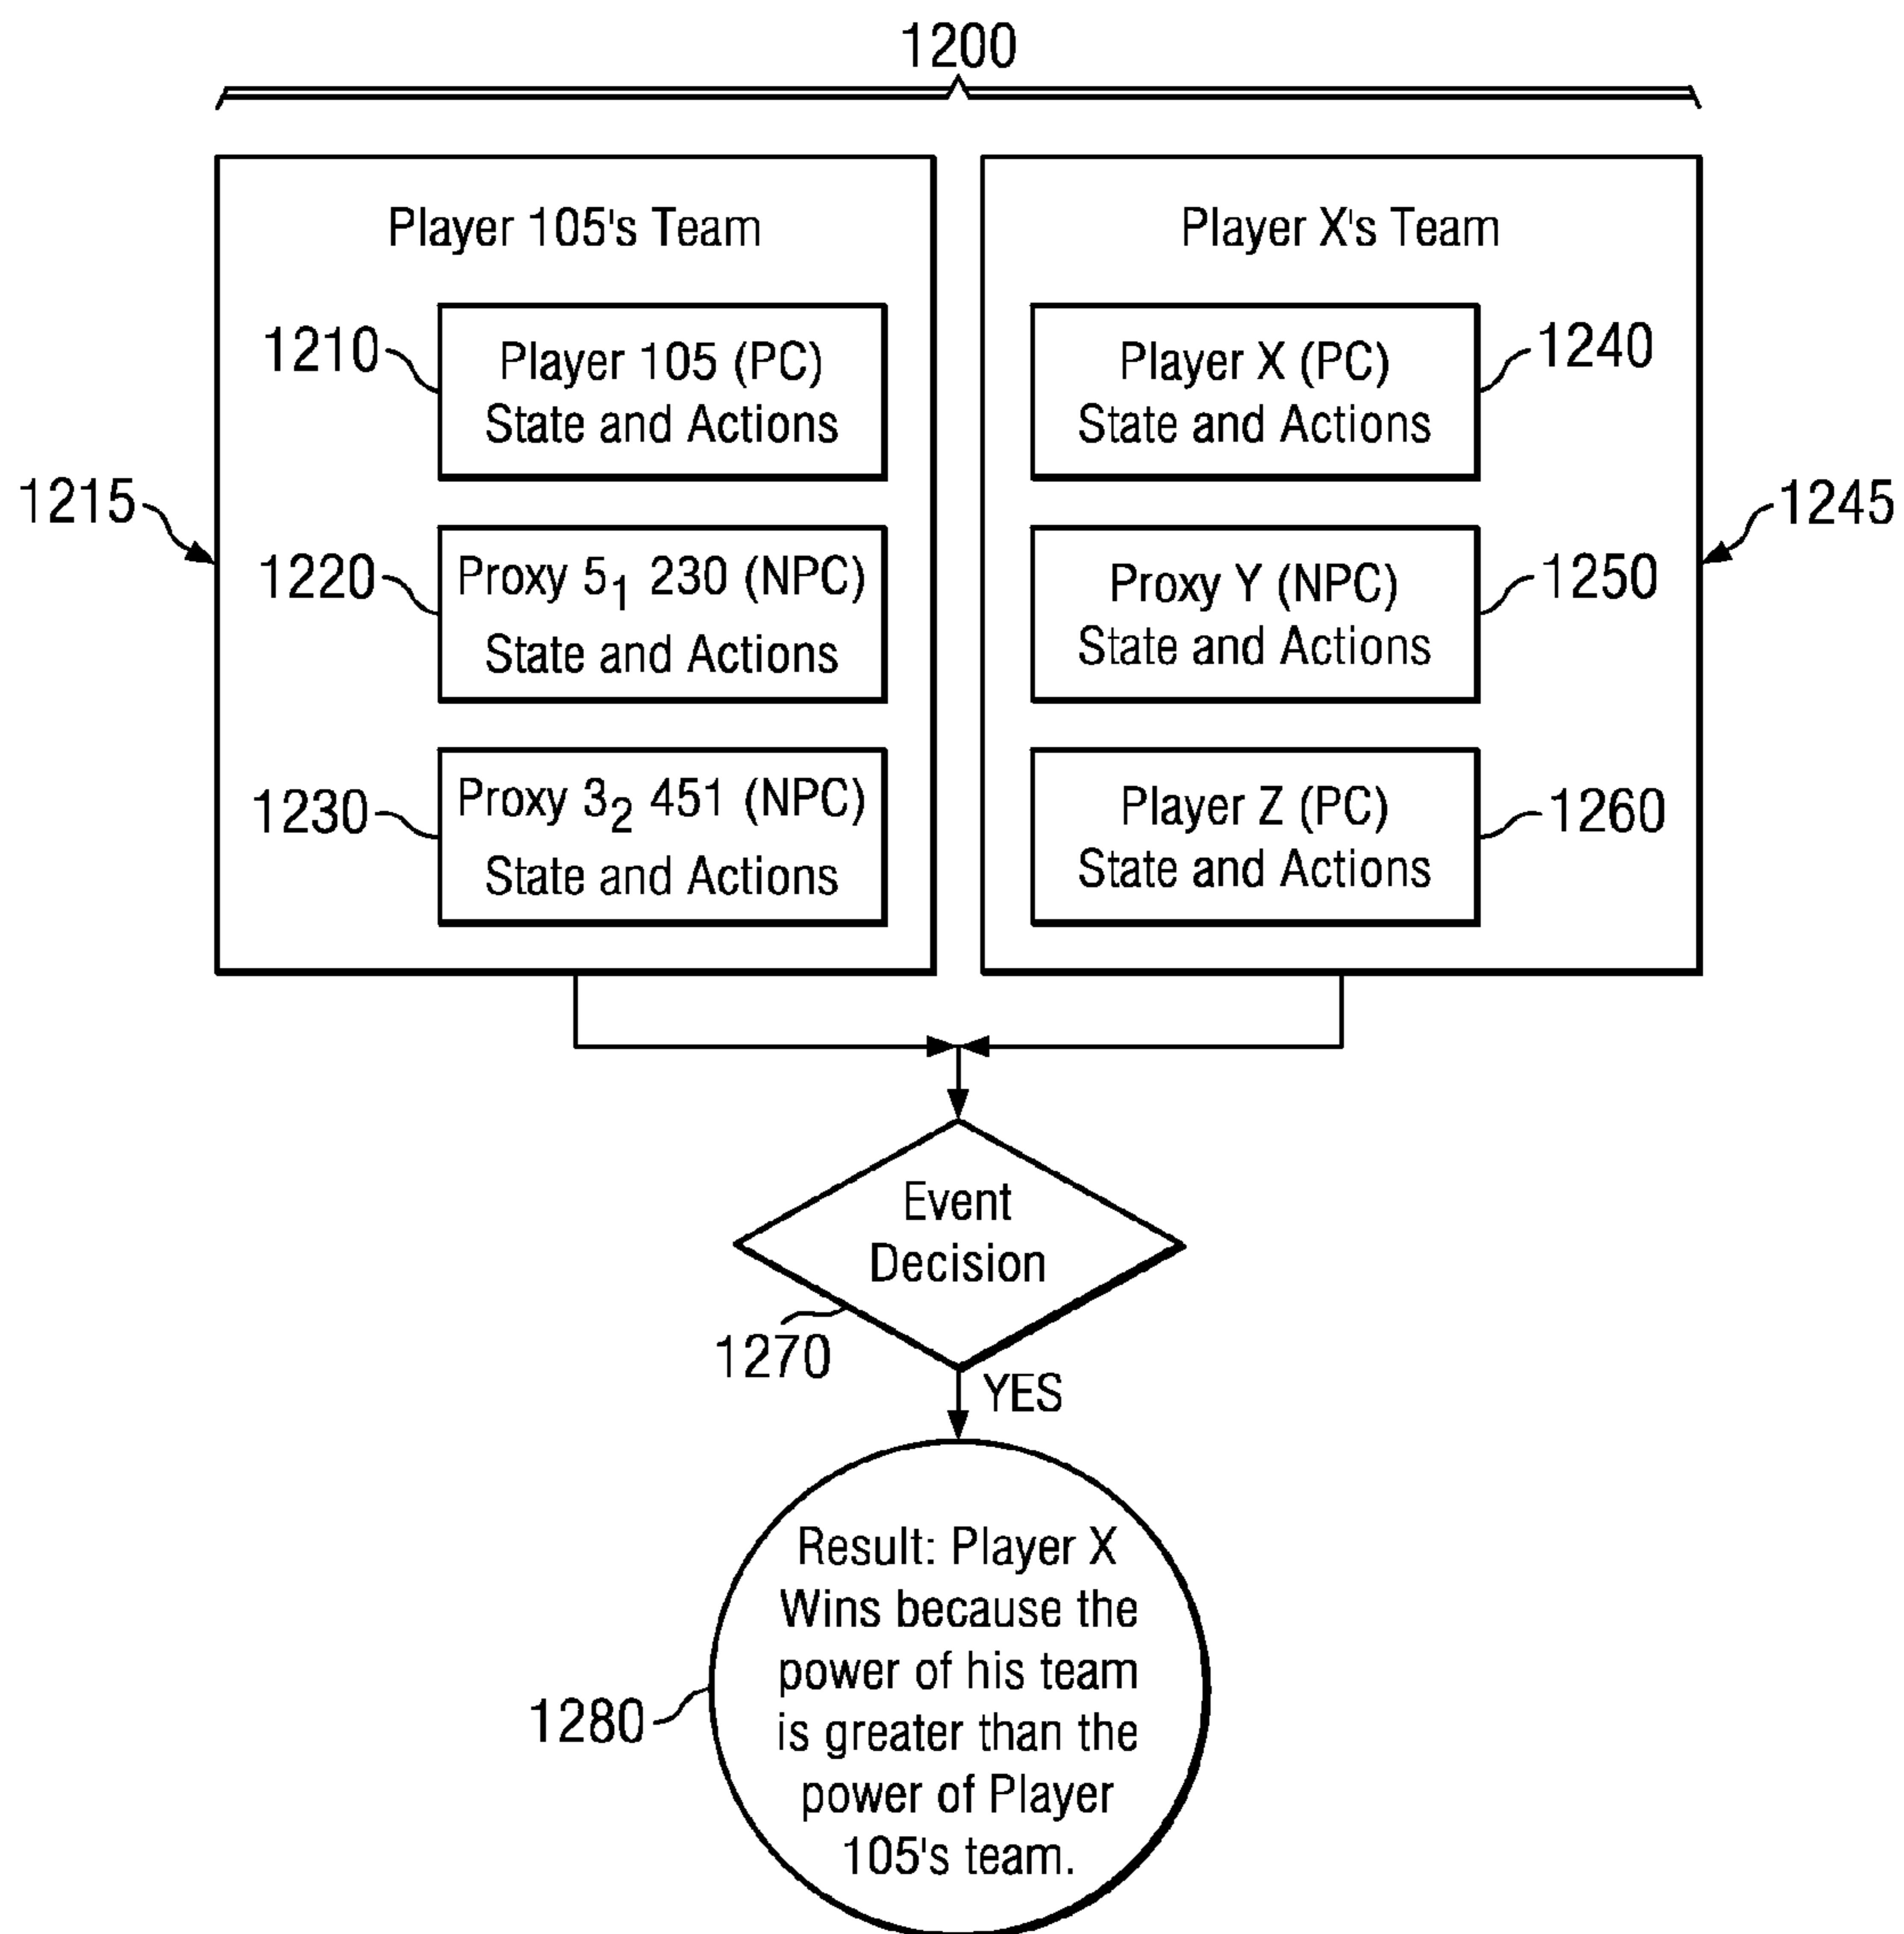 1200
Player 105's Team
1210
Player 105 (PC)
State and Actions
1215
1220
Proxy 5₁ 230 (NPC)
State and Actions
1230
Proxy 3₂ 451 (NPC)
State and Actions
Player X's Team
Player X (PC)
State and Actions
1240
1245
Proxy Y (NPC)
State and Actions
1250
Player Z (PC)
State and Actions
1260
Event
Decision
1270
YES
Result: Player X
Wins because the
power of his team
is greater than the
power of Player
105's team.
1280